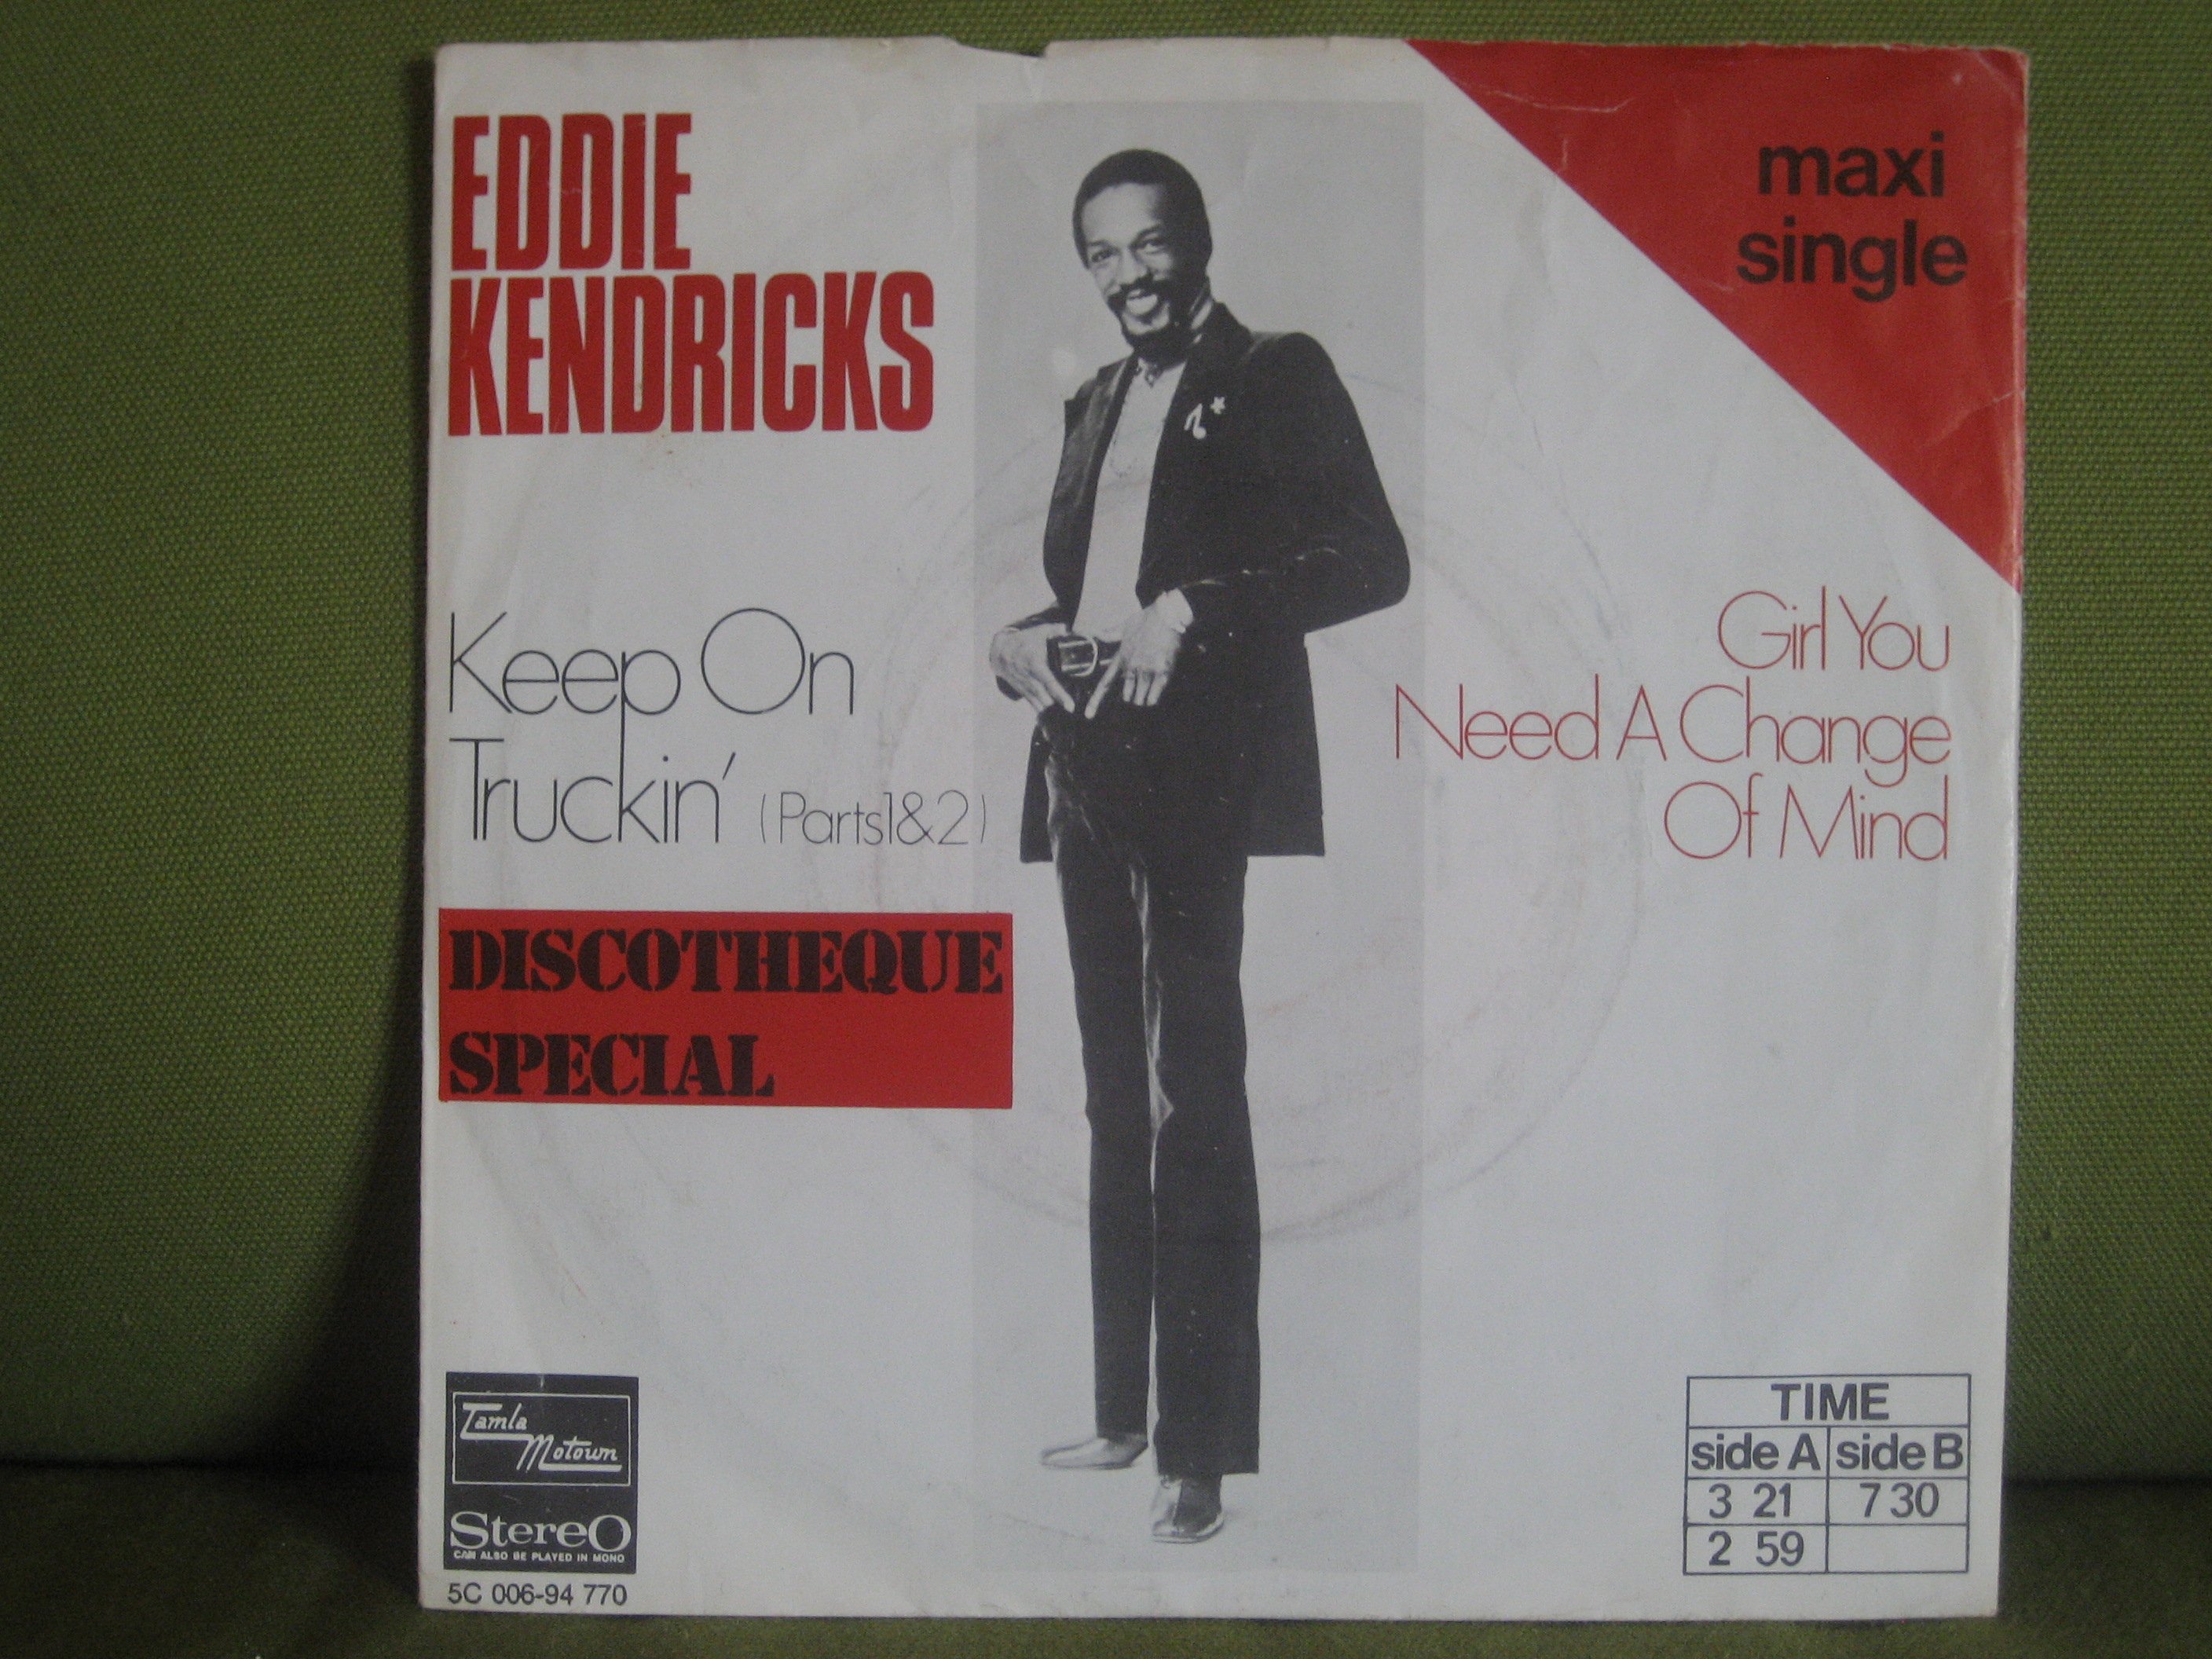 EDDIE
KENDRICKS
maxi
single
Keep On
Truckin' (Parts 1&2)
Girl You
Need A Change
Of Mind
DISCOTHEQUE
SPECIAL
Tamla
Motown
Stereo
CAN ALSO BE PLAYED IN MONO
5C 006-94 770
TIME
side A side B
3 21 7 30
2 59